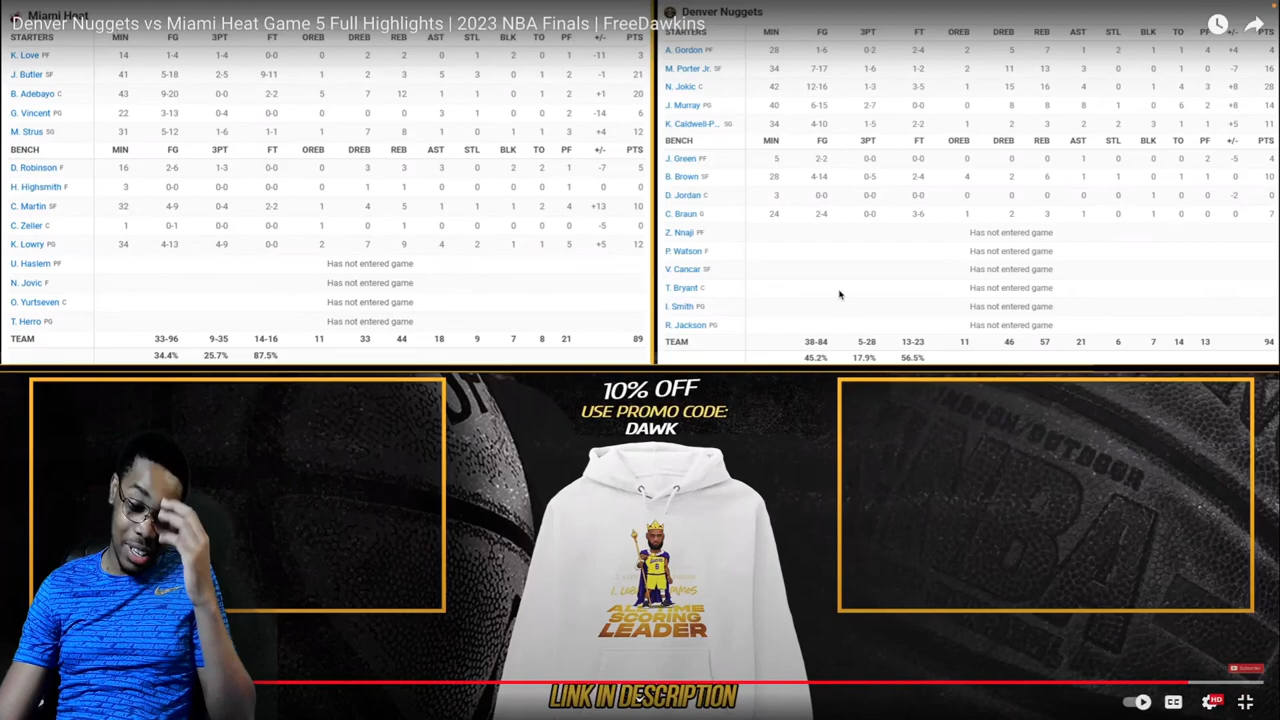 Denver Nuggets vs Miami Heat Game 5 Full Highlights | 2023 NBA Finals | FreeDawkins
Miami Heat
STARTERS MIN FG 3PT FT OREB DREB REB AST STL BLK TO PF +/- PTS
K. Love PF 14 1-4 1-4 0-0 0 2 2 0 1 2 0 2 -11 3
J. Butler SF 41 5-18 2-5 9-11 1 2 3 5 3 0 1 2 -1 21
B. Adebayo C 43 9-20 0-0 2-2 5 7 12 1 1 0 1 2 +1 20
G. Vincent PG 22 3-13 0-4 0-0 0 0 0 3 1 0 1 2 -14 6
M. Strus SG 31 5-12 1-6 1-1 1 7 8 1 0 1 1 3 +4 12
BENCH MIN FG 3PT FT OREB DREB REB AST STL BLK TO PF +/- PTS
D. Robinson F 16 2-6 1-3 0-0 0 3 3 3 0 2 2 1 -7 5
H. Highsmith F 3 0-0 0-0 0-0 0 1 1 0 0 0 0 1 0 0
C. Martin SF 32 4-9 0-4 2-2 1 4 5 1 1 1 2 4 +13 10
C. Zeller C 1 0-1 0-0 0-0 1 0 1 0 0 0 0 0 -5 0
K. Lowry PG 34 4-13 4-9 0-0 2 7 9 4 2 1 1 5 +5 12
U. Haslem PF Has not entered game
N. Jovic F Has not entered game
O. Yurtseven C Has not entered game
T. Herro PG Has not entered game
TEAM 33-96 9-35 14-16 11 33 44 18 9 7 8 21 89
34.4% 25.7% 87.5%
Denver Nuggets
STARTERS MIN FG 3PT FT OREB DREB REB AST STL BLK TO PF +/- PTS
A. Gordon PF 28 1-6 0-2 2-4 2 5 7 1 2 1 1 4 +4 4
M. Porter Jr. SF 34 7-17 1-6 1-2 2 11 13 3 0 1 0 3 -7 16
N. Jokic C 42 12-16 1-3 3-5 1 15 16 4 0 1 4 3 +8 28
J. Murray PG 40 6-15 2-7 0-0 0 8 8 8 1 0 6 2 +8 14
K. Caldwell-P... SG 34 4-10 1-5 2-2 1 2 3 2 2 3 1 1 +5 11
BENCH MIN FG 3PT FT OREB DREB REB AST STL BLK TO PF +/- PTS
J. Green PF 5 2-2 0-0 0-0 0 1 1 0 0 0 0 2 -5 4
B. Brown SF 28 4-14 0-5 2-4 4 2 6 1 1 0 1 0 0 10
D. Jordan C 3 0-0 0-0 0-0 0 0 0 0 0 1 0 0 -2 0
C. Braun G 24 2-4 0-0 3-6 1 2 3 1 0 1 0 0 0 7
Z. Nnaji PF Has not entered game
P. Watson F Has not entered game
V. Cancar SF Has not entered game
T. Bryant C Has not entered game
I. Smith PG Has not entered game
R. Jackson PG Has not entered game
TEAM 38-84 5-28 13-23 11 46 57 21 6 7 14 13 94
45.2% 17.9% 56.5%
10% OFF
USE PROMO CODE:
DAWK
ALL TIME
SCORING
LEADER
LINK IN DESCRIPTION
INDOOR/OUTDOOR
Subscribe
CC
HD